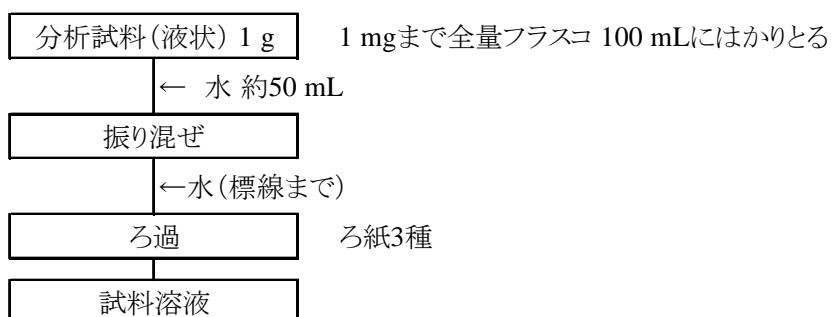 分析試料（液状） 1 g 1 mgまで全量フラスコ 100 mLにはかりとる
← 水 約50 mL
振り混ぜ
←水（標線まで）
ろ過 ろ紙3種
試料溶液